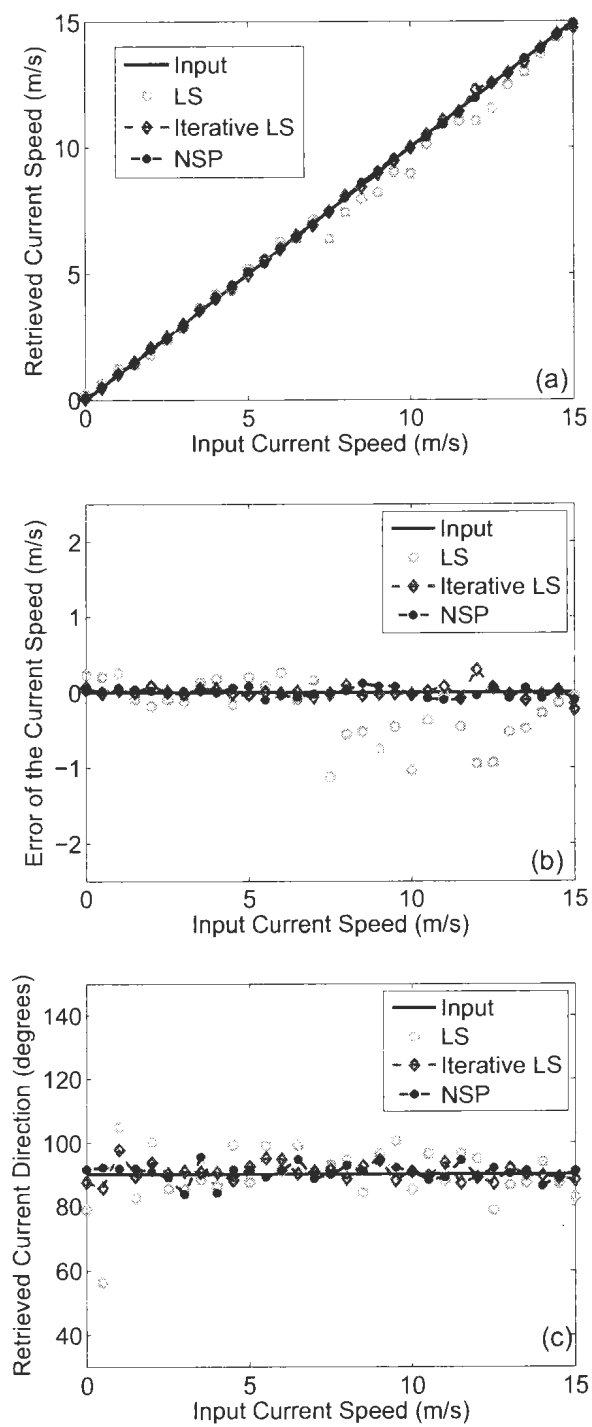 15
10
5
0
Retrieved Current Speed (m/s)
Input
LS
Iterative LS
NSP
(a)
0 5 10 15
Input Current Speed (m/s)
2
1
0
−1
−2
Error of the Current Speed (m/s)
Input
LS
Iterative LS
NSP
(b)
0 5 10 15
Input Current Speed (m/s)
140
120
100
80
60
40
Retrieved Current Direction (degrees)
Input
LS
Iterative LS
NSP
(c)
0 5 10 15
Input Current Speed (m/s)